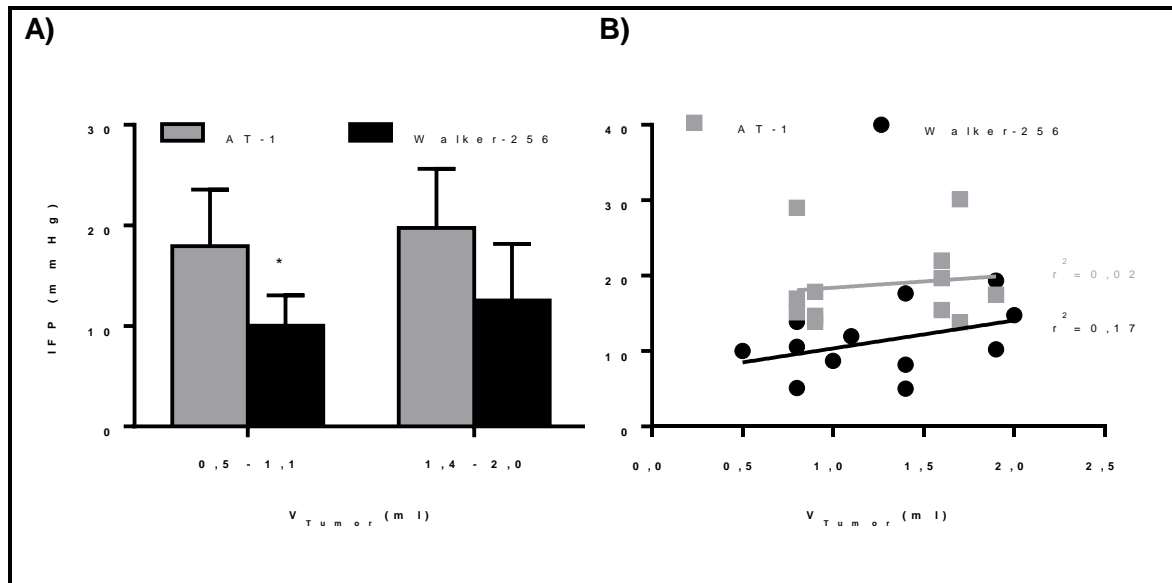 A)
30
20
10
0
IFP (mmHg)
AT-1
Walker-256
*
0,5 - 1,1
1,4 - 2,0
V Tumor (ml)
B)
40
30
20
10
0
AT-1
Walker-256
r² = 0,02
r² = 0,17
0,0
0,5
1,0
1,5
2,0
2,5
V Tumor (ml)